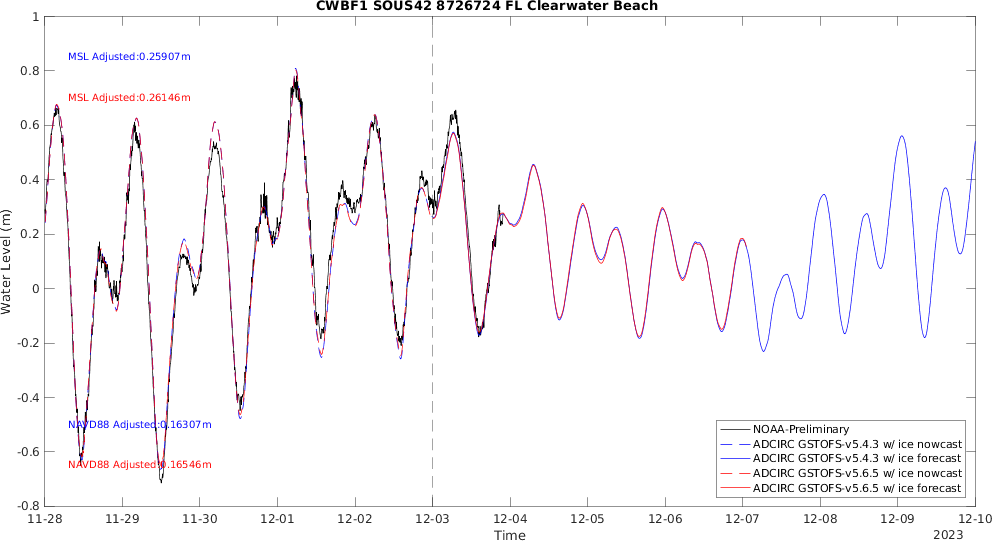 CWBF1 SOUS42 8726724 FL Clearwater Beach
1
0.8
0.6
0.4
0.2
0
-0.2
-0.4
-0.6
-0.8
Water Level (m)
MSL Adjusted:0.25907m
MSL Adjusted:0.26146m
NAVD88 Adjusted:0.16307m
NAVD88 Adjusted:0.16546m
NOAA-Preliminary
ADCIRC GSTOFS-v5.4.3 w/ ice nowcast
ADCIRC GSTOFS-v5.4.3 w/ ice forecast
ADCIRC GSTOFS-v5.6.5 w/ ice nowcast
ADCIRC GSTOFS-v5.6.5 w/ ice forecast
11-28 11-29 11-30 12-01 12-02 12-03 12-04 12-05 12-06 12-07 12-08 12-09 12-10
Time
2023